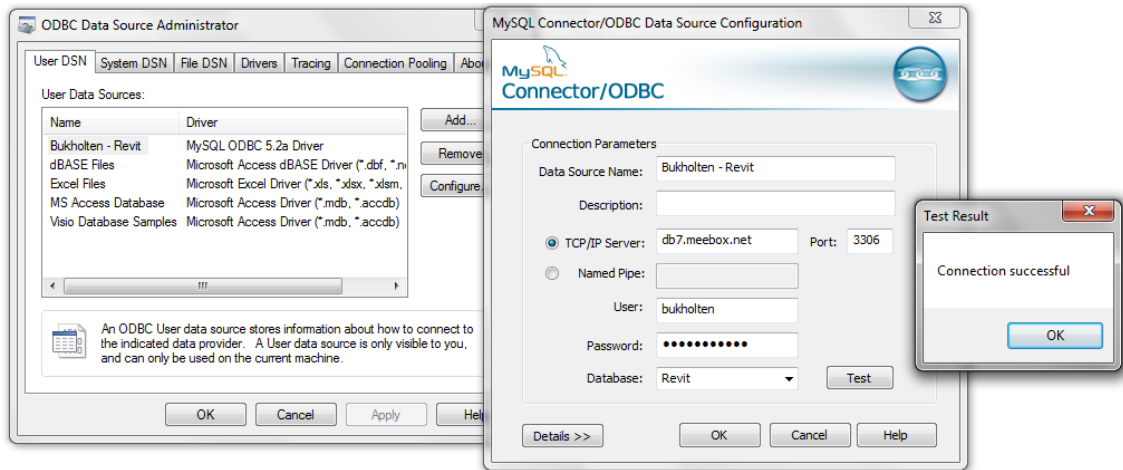 ODBC Data Source Administrator
User DSN System DSN File DSN Drivers Tracing Connection Pooling
User Data Sources:
Name Driver
Bukholten - Revit MySQL ODBC 5.2a Driver
dBASE Files Microsoft Access dBASE Driver (*.dbf,
Excel Files Microsoft Excel Driver (*.xls, *.xlsx, *.xlsm,
MS Access Database Microsoft Access Driver (*.mdb, *.accdb)
Visio Database Samples Microsoft Access Driver (*.mdb, *.accdb)
Add...
Remove
Configure.
An ODBC User data source stores information about how to connect to
the indicated data provider. A User data source is only visible to you,
and can only be used on the current machine.
OK Cancel Apply
MySQL Connector/ODBC Data Source Configuration
MySQL
Connector/ODBC
Connection Parameters
Data Source Name: Bukholten - Revit
Description:
TCP/IP Server: db7.meebox.net Port: 3306
Named Pipe:
User: bukholten
Password: •••••••••••
Database: Revit Test
Details >> OK Cancel Help
Test Result
Connection successful
OK